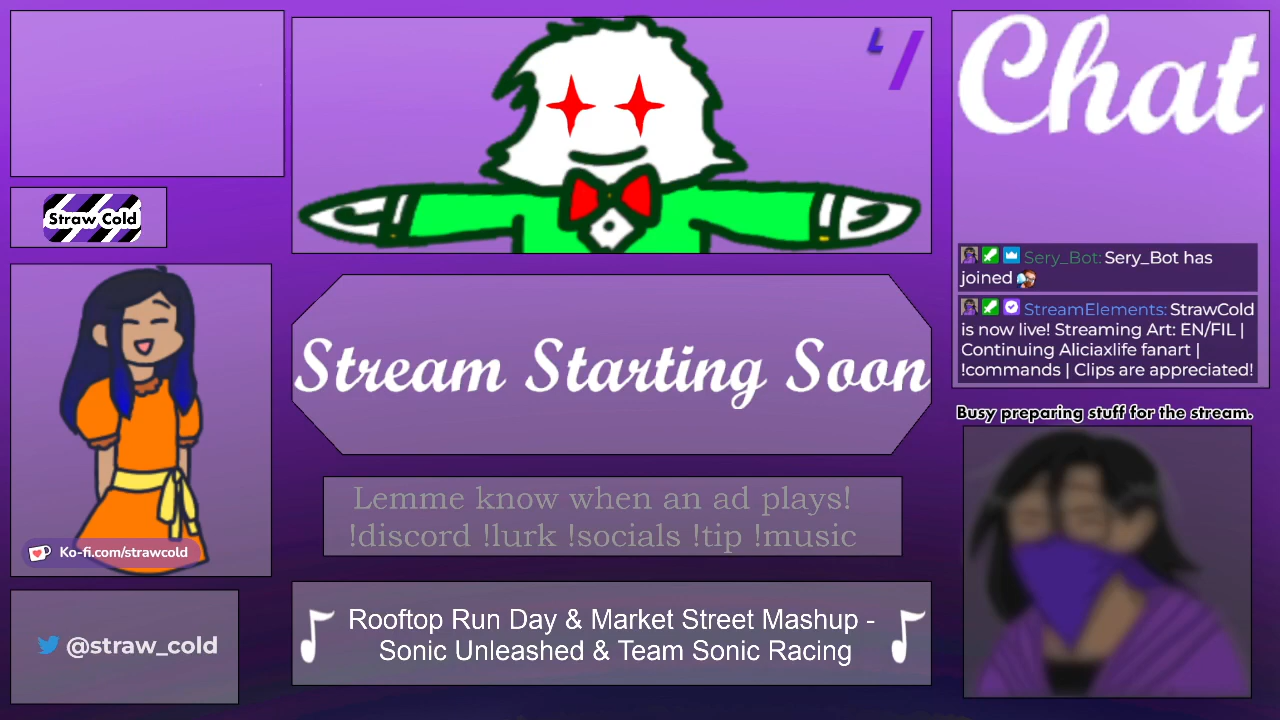 Chat
Straw Cold
Sery_Bot: Sery_Bot has
joined
StreamElements: StrawCold
is now live! Streaming Art: EN/FIL |
Continuing Aliciaxlife fanart |
!commands | Clips are appreciated!
Stream Starting Soon
Busy preparing stuff for the stream.
Lemme know when an ad plays!
!discord !lurk !socials !tip !music
Ko-fi.com/strawcold
@straw_cold
Rooftop Run Day & Market Street Mashup -
Sonic Unleashed & Team Sonic Racing